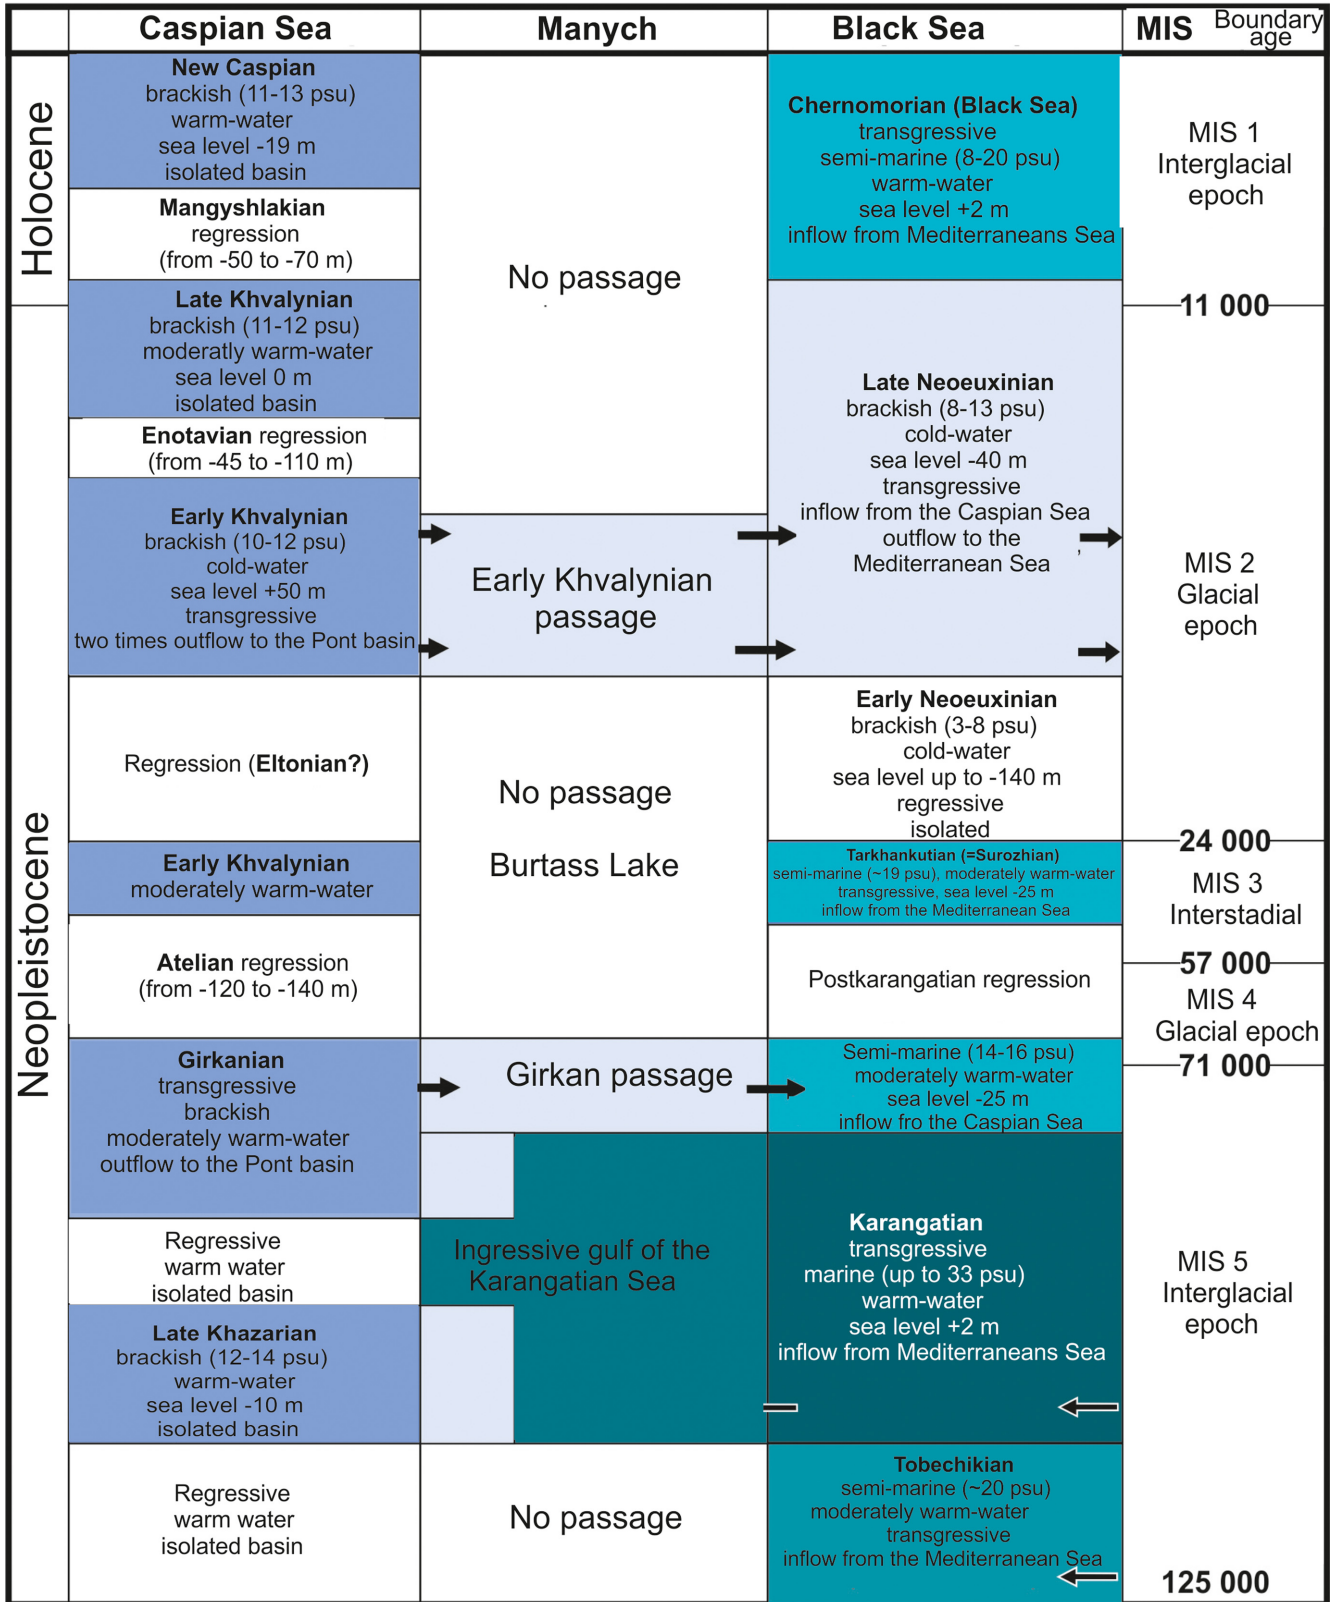 Caspian Sea
Manych
Black Sea
MIS
Boundary
age
Holocene
Neopleistocene
New Caspian
brackish (11-13 psu)
warm-water
sea level -19 m
isolated basin
Mangyshlakian
regression
(from -50 to -70 m)
Late Khvalynian
brackish (11-12 psu)
moderatly warm-water
sea level 0 m
isolated basin
Enotavian regression
(from -45 to -110 m)
Early Khvalynian
brackish (10-12 psu)
cold-water
sea level +50 m
transgressive
two times outflow to the Pont basin
Regression (Eltonian?)
Early Khvalynian
moderately warm-water
Atelian regression
(from -120 to -140 m)
Girkanian
transgressive
brackish
moderately warm-water
outflow to the Pont basin
Regressive
warm water
isolated basin
Late Khazarian
brackish (12-14 psu)
warm-water
sea level -10 m
isolated basin
Regressive
warm water
isolated basin
No passage
Early Khvalynian
passage
No passage
Burtass Lake
Girkan passage
Ingressive gulf of the
Karangatian Sea
No passage
Chernomorian (Black Sea)
transgressive
semi-marine (8-20 psu)
warm-water
sea level +2 m
inflow from Mediterraneans Sea
Late Neoeuxinian
brackish (8-13 psu)
cold-water
sea level -40 m
transgressive
inflow from the Caspian Sea
outflow to the
Mediterranean Sea
Early Neoeuxinian
brackish (3-8 psu)
cold-water
sea level up to -140 m
regressive
isolated
Tarkhankutian (=Surozhian)
semi-marine (~19 psu), moderately warm-water
transgressive, sea level -25 m
inflow from the Mediterranean Sea
Postkarangatian regression
Semi-marine (14-16 psu)
moderately warm-water
sea level -25 m
inflow fro the Caspian Sea
Karangatian
transgressive
marine (up to 33 psu)
warm-water
sea level +2 m
inflow from Mediterraneans Sea
Tobechikian
semi-marine (~20 psu)
moderately warm-water
transgressive
inflow from the Mediterranean Sea
MIS 1
Interglacial
epoch
11 000
MIS 2
Glacial
epoch
24 000
MIS 3
Interstadial
57 000
MIS 4
Glacial epoch
71 000
MIS 5
Interglacial
epoch
125 000